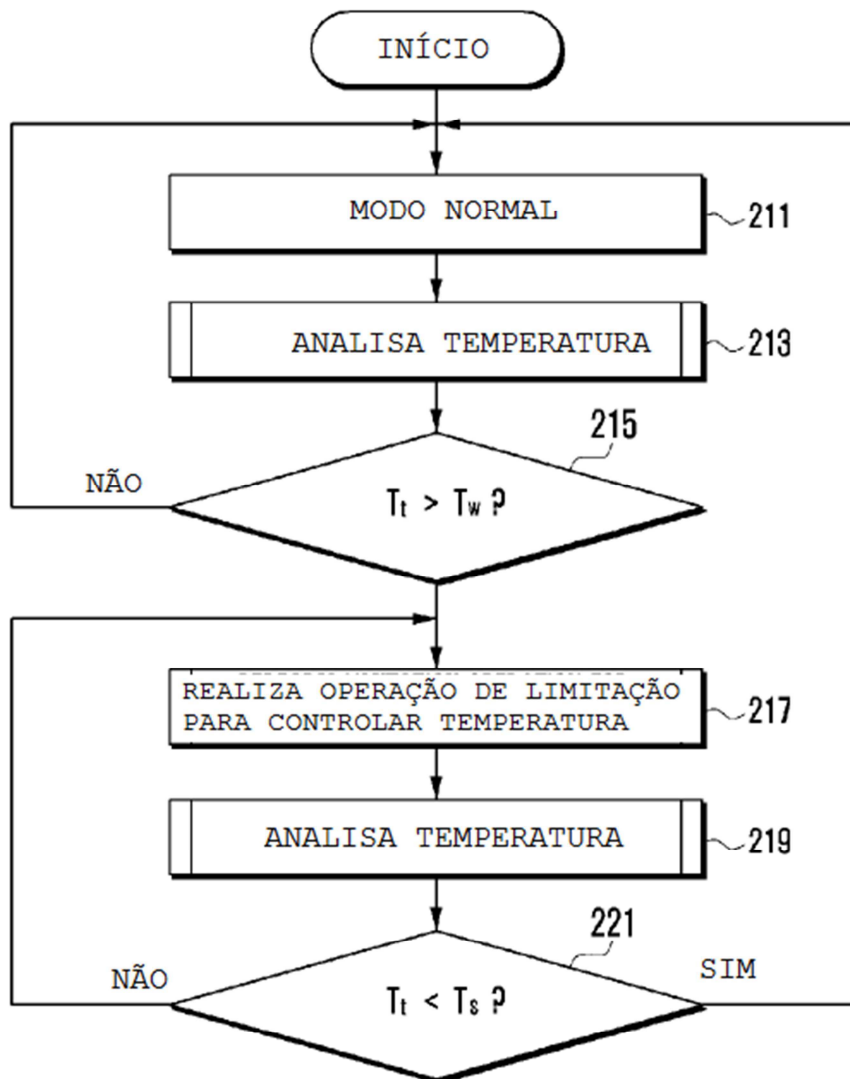 INÍCIO
MODO NORMAL
211
ANALISA TEMPERATURA
213
215
NÃO
Tt > Tw ?
REALIZA OPERAÇÃO DE LIMITAÇÃO
PARA CONTROLAR TEMPERATURA
217
ANALISA TEMPERATURA
219
221
NÃO
Tt < Ts ?
SIM